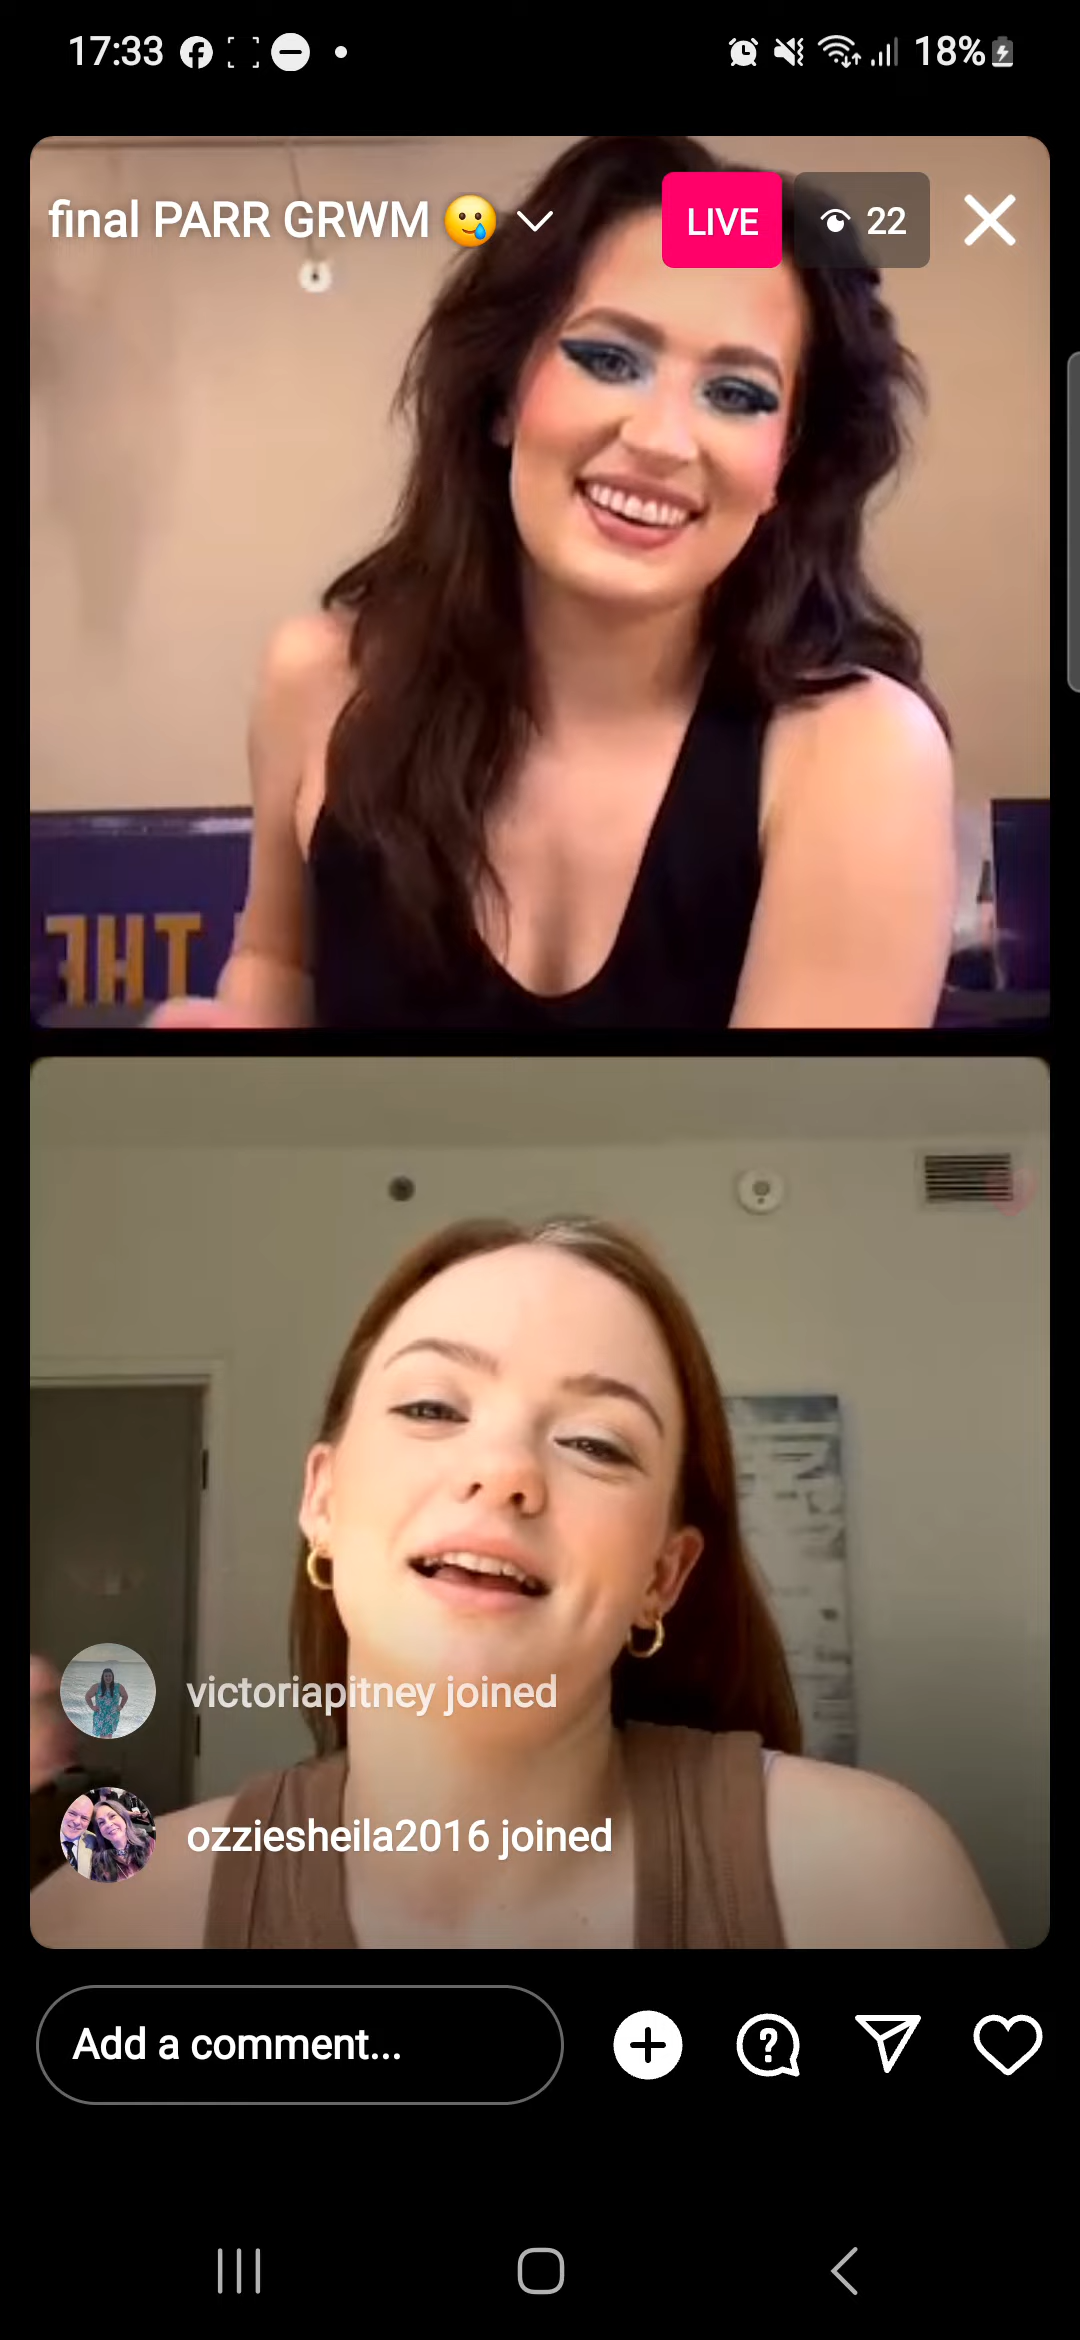 17:33
18%
final PARR GRWM 🥲
LIVE
22
THE
victoriapitney joined
ozziesheila2016 joined
Add a comment...